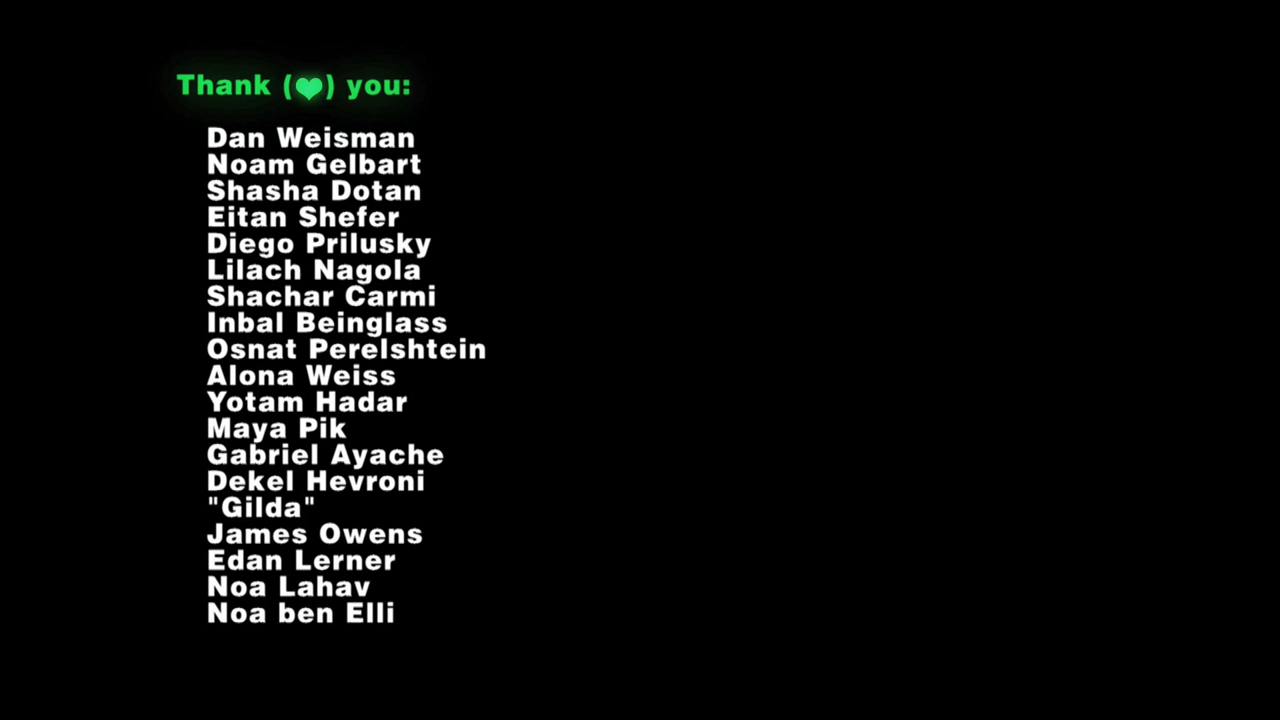 Thank (💚) you:
Dan Weisman
Noam Gelbart
Shasha Dotan
Eitan Shefer
Diego Prilusky
Lilach Nagola
Shachar Carmi
Inbal Beinglass
Osnat Perelshtein
Alona Weiss
Yotam Hadar
Maya Pik
Gabriel Ayache
Dekel Hevroni
"Gilda"
James Owens
Edan Lerner
Noa Lahav
Noa ben Elli